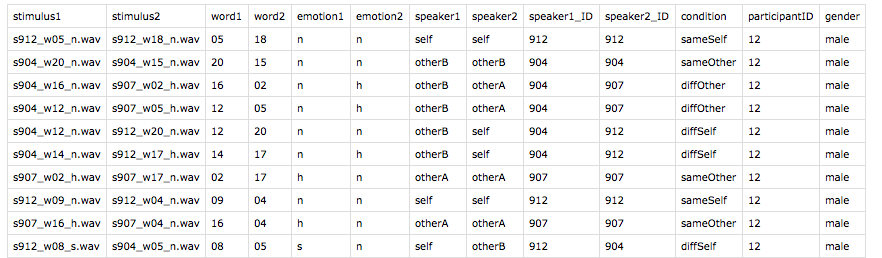 stimulus1 stimulus2 word1 word2 emotion1 emotion2 speaker1 speaker2 speaker1_ID speaker2_ID condition participantID gender
s912_w05_n.wav s912_w18_n.wav 05 18 n n self self 912 912 sameSelf 12 male
s904_w20_n.wav s904_w15_n.wav 20 15 n n otherB otherB 904 904 sameOther 12 male
s904_w16_n.wav s907_w02_h.wav 16 02 n h otherB otherA 904 907 diffOther 12 male
s904_w12_n.wav s907_w05_h.wav 12 05 n h otherB otherA 904 907 diffOther 12 male
s904_w12_n.wav s912_w20_n.wav 12 20 n n otherB self 904 912 diffSelf 12 male
s904_w14_n.wav s912_w17_h.wav 14 17 n h otherB self 904 912 diffSelf 12 male
s907_w02_h.wav s907_w17_n.wav 02 17 h n otherA otherA 907 907 sameOther 12 male
s912_w09_n.wav s912_w04_n.wav 09 04 n n self self 912 912 sameSelf 12 male
s907_w16_h.wav s907_w04_n.wav 16 04 h n otherA otherA 907 907 sameOther 12 male
s912_w08_s.wav s904_w05_n.wav 08 05 s n self otherB 912 904 diffSelf 12 male